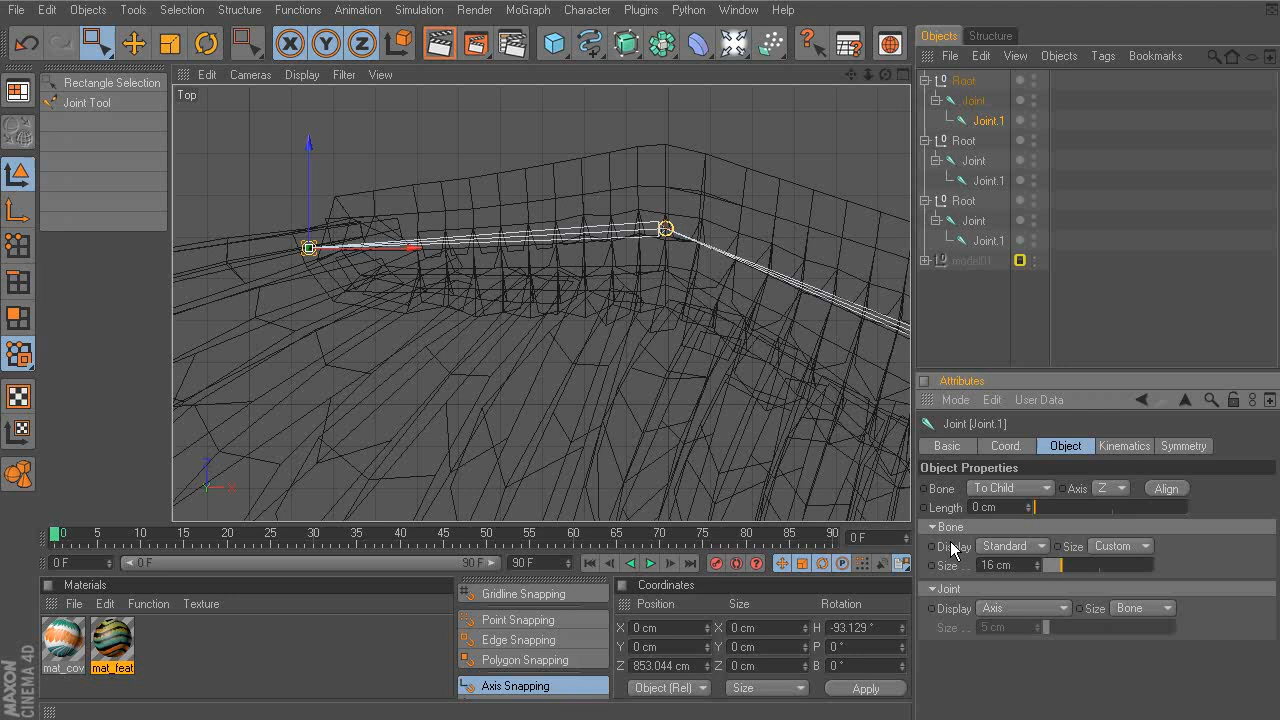 File Edit Objects Tools Selection Structure Functions Animation Simulation Render MoGraph Character Plugins Python Window Help
Objects Structure
File Edit View Objects Tags Bookmarks
Rectangle Selection
Joint Tool
Edit Cameras Display Filter View
Top
Root
Joint
Joint.1
Root
Joint
Joint.1
Root
Joint
Joint.1
model01
Z
Y X
Attributes
Mode Edit User Data
Joint [Joint.1]
Basic Coord. Object Kinematics Symmetry
Object Properties
Bone To Child Axis Z Align
Length 0 cm
Bone
Display Standard Size Custom
Size .. 16 cm
Joint
Display Axis Size Bone
Size ... 5 cm
0 5 10 15 20 25 30 35 40 45 50 55 60 65 70 75 80 85 90 0 F
0 F 0 F 90 F 90 F
Materials
File Edit Function Texture
mat_cov mat_feat
Gridline Snapping
Point Snapping
Edge Snapping
Polygon Snapping
Axis Snapping
Coordinates
Position Size Rotation
X 0 cm X 0 cm H -93.129 °
Y 0 cm Y 0 cm P 0 °
Z 853.044 cm Z 0 cm B 0 °
Object (Rel) Size Apply
MAXON
CINEMA 4D